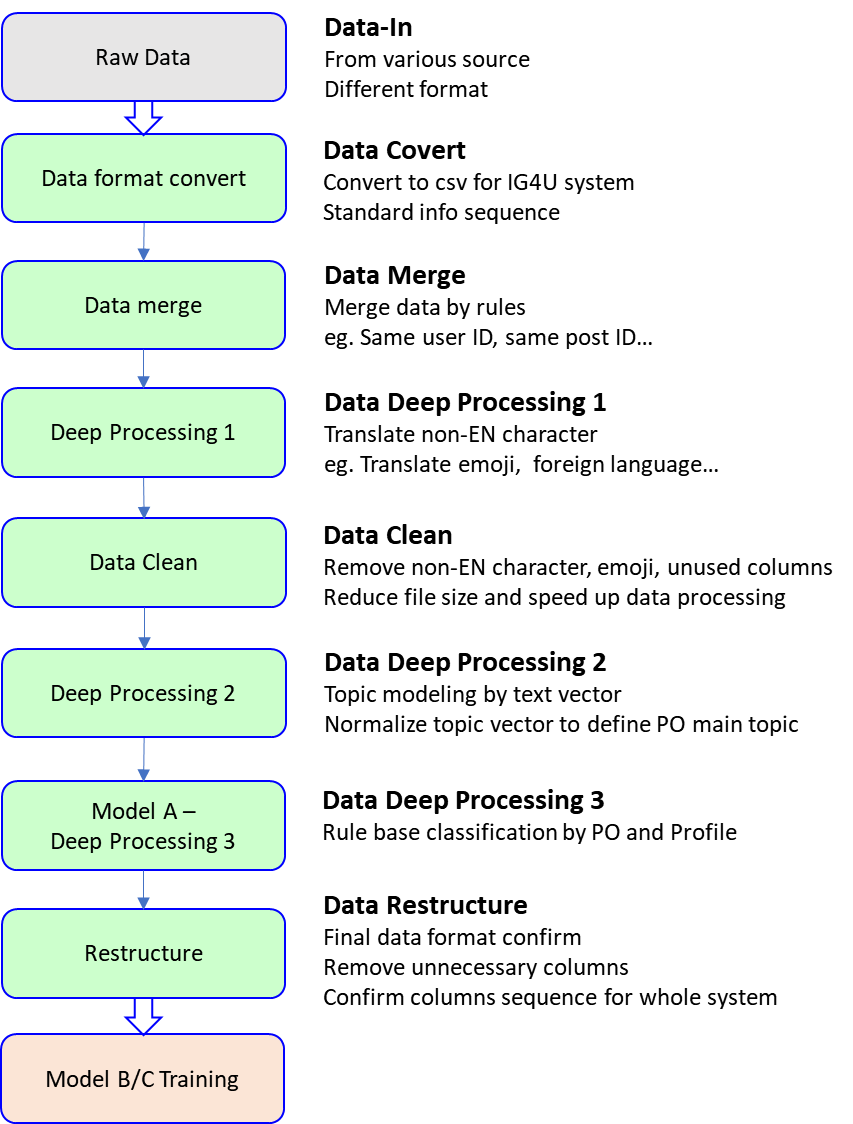 Raw Data
Data-In
From various source
Different format
Data format convert
Data Covert
Convert to csv for IG4U system
Standard info sequence
Data merge
Data Merge
Merge data by rules
eg. Same user ID, same post ID…
Deep Processing 1
Data Deep Processing 1
Translate non-EN character
eg. Translate emoji,  foreign language…
Data Clean
Data Clean
Remove non-EN character, emoji, unused columns
Reduce file size and speed up data processing
Deep Processing 2
Data Deep Processing 2
Topic modeling by text vector
Normalize topic vector to define PO main topic
Model A –
Deep Processing 3
Data Deep Processing 3
Rule base classification by PO and Profile
Restructure
Data Restructure
Final data format confirm
Remove unnecessary columns
Confirm columns sequence for whole system
Model B/C Training